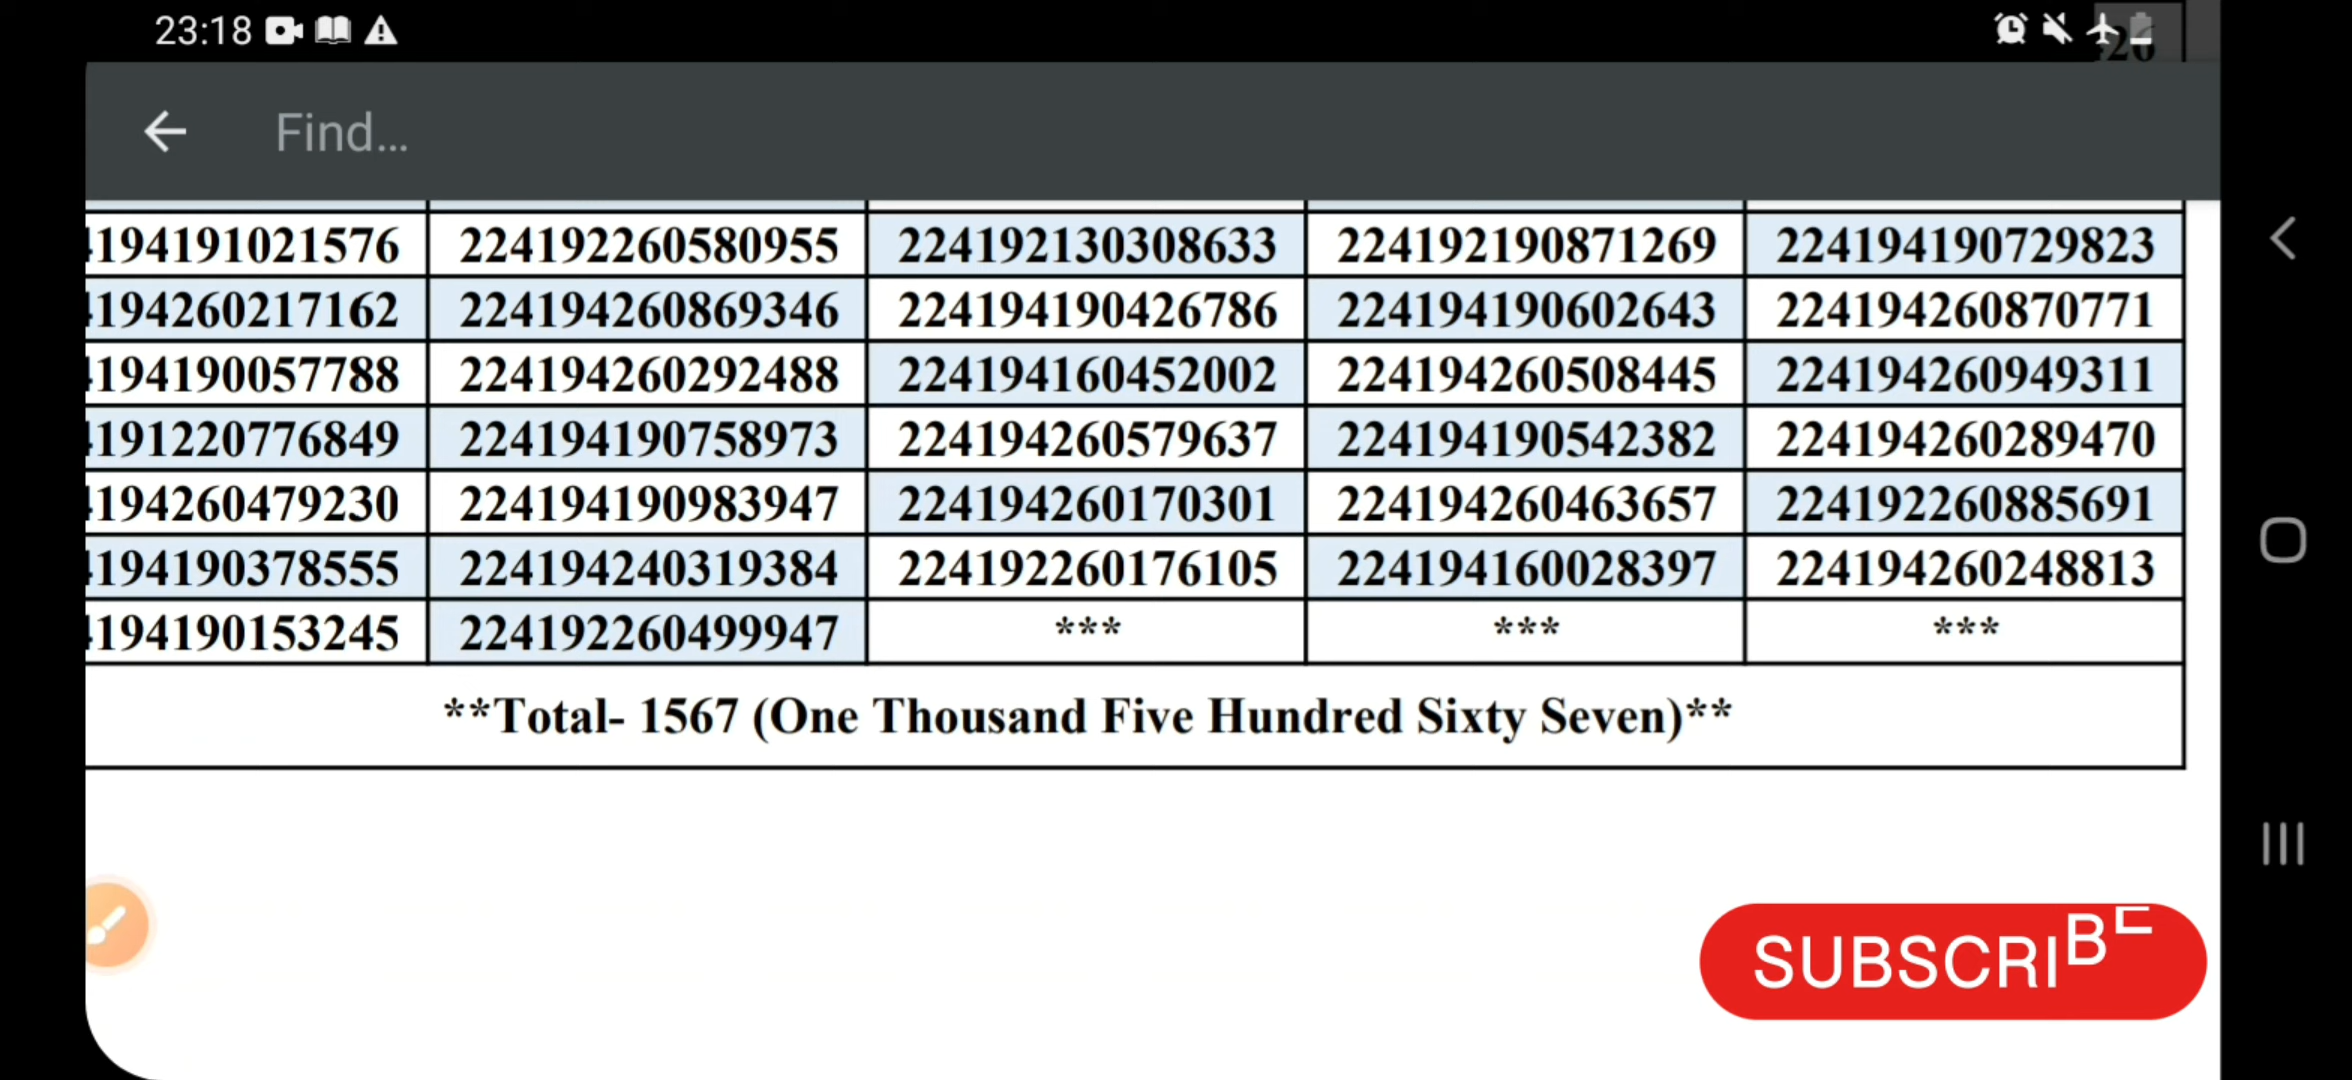 23:18
26
Find...
194191021576 224192260580955 224192130308633 224192190871269 224194190729823
194260217162 224194260869346 224194190426786 224194190602643 224194260870771
194190057788 224194260292488 224194160452002 224194260508445 224194260949311
191220776849 224194190758973 224194260579637 224194190542382 224194260289470
194260479230 224194190983947 224194260170301 224194260463657 224192260885691
194190378555 224194240319384 224192260176105 224194160028397 224194260248813
194190153245 224192260499947 *** *** ***
**Total- 1567 (One Thousand Five Hundred Sixty Seven)**
SUBSCRIBE